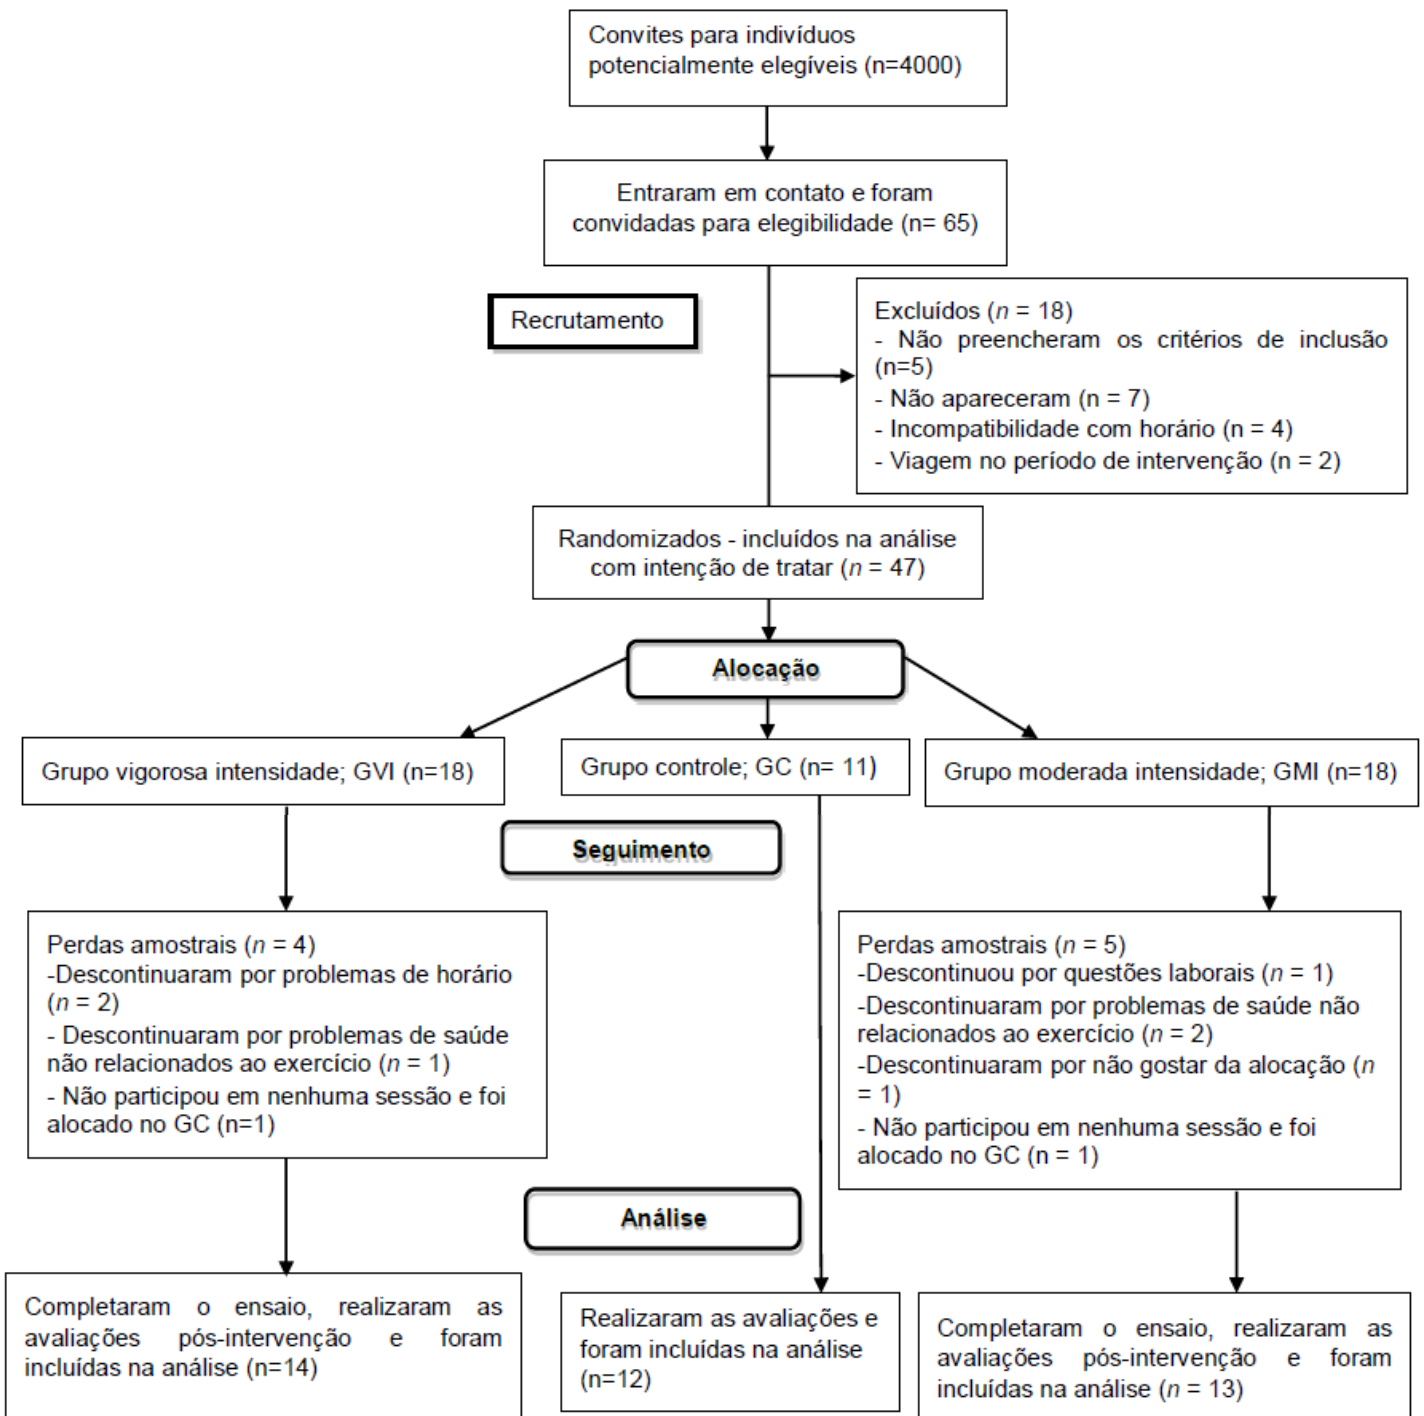 Convites para indivíduos
potencialmente elegíveis (n=4000)
Entraram em contato e foram
convidadas para elegibilidade (n= 65)
Recrutamento
Excluídos (n = 18)
- Não preencheram os critérios de inclusão
(n=5)
- Não apareceram (n = 7)
- Incompatibilidade com horário (n = 4)
- Viagem no período de intervenção (n = 2)
Randomizados - incluídos na análise
com intenção de tratar (n = 47)
Alocação
Grupo vigorosa intensidade; GVI (n=18)
Grupo controle; GC (n= 11)
Grupo moderada intensidade; GMI (n=18)
Seguimento
Perdas amostrais (n = 4)
-Descontinuaram por problemas de horário
(n = 2)
- Descontinuaram por problemas de saúde
não relacionados ao exercício (n = 1)
- Não participou em nenhuma sessão e foi
alocado no GC (n=1)
Perdas amostrais (n = 5)
-Descontinuou por questões laborais (n = 1)
-Descontinuaram por problemas de saúde não
relacionados ao exercício (n = 2)
-Descontinuaram por não gostar da alocação (n
= 1)
- Não participou em nenhuma sessão e foi
alocado no GC (n = 1)
Análise
Completaram o ensaio, realizaram as
avaliações pós-intervenção e foram
incluídas na análise (n=14)
Realizaram as avaliações e
foram incluídas na análise
(n=12)
Completaram o ensaio, realizaram as
avaliações pós-intervenção e foram
incluídas na análise (n = 13)